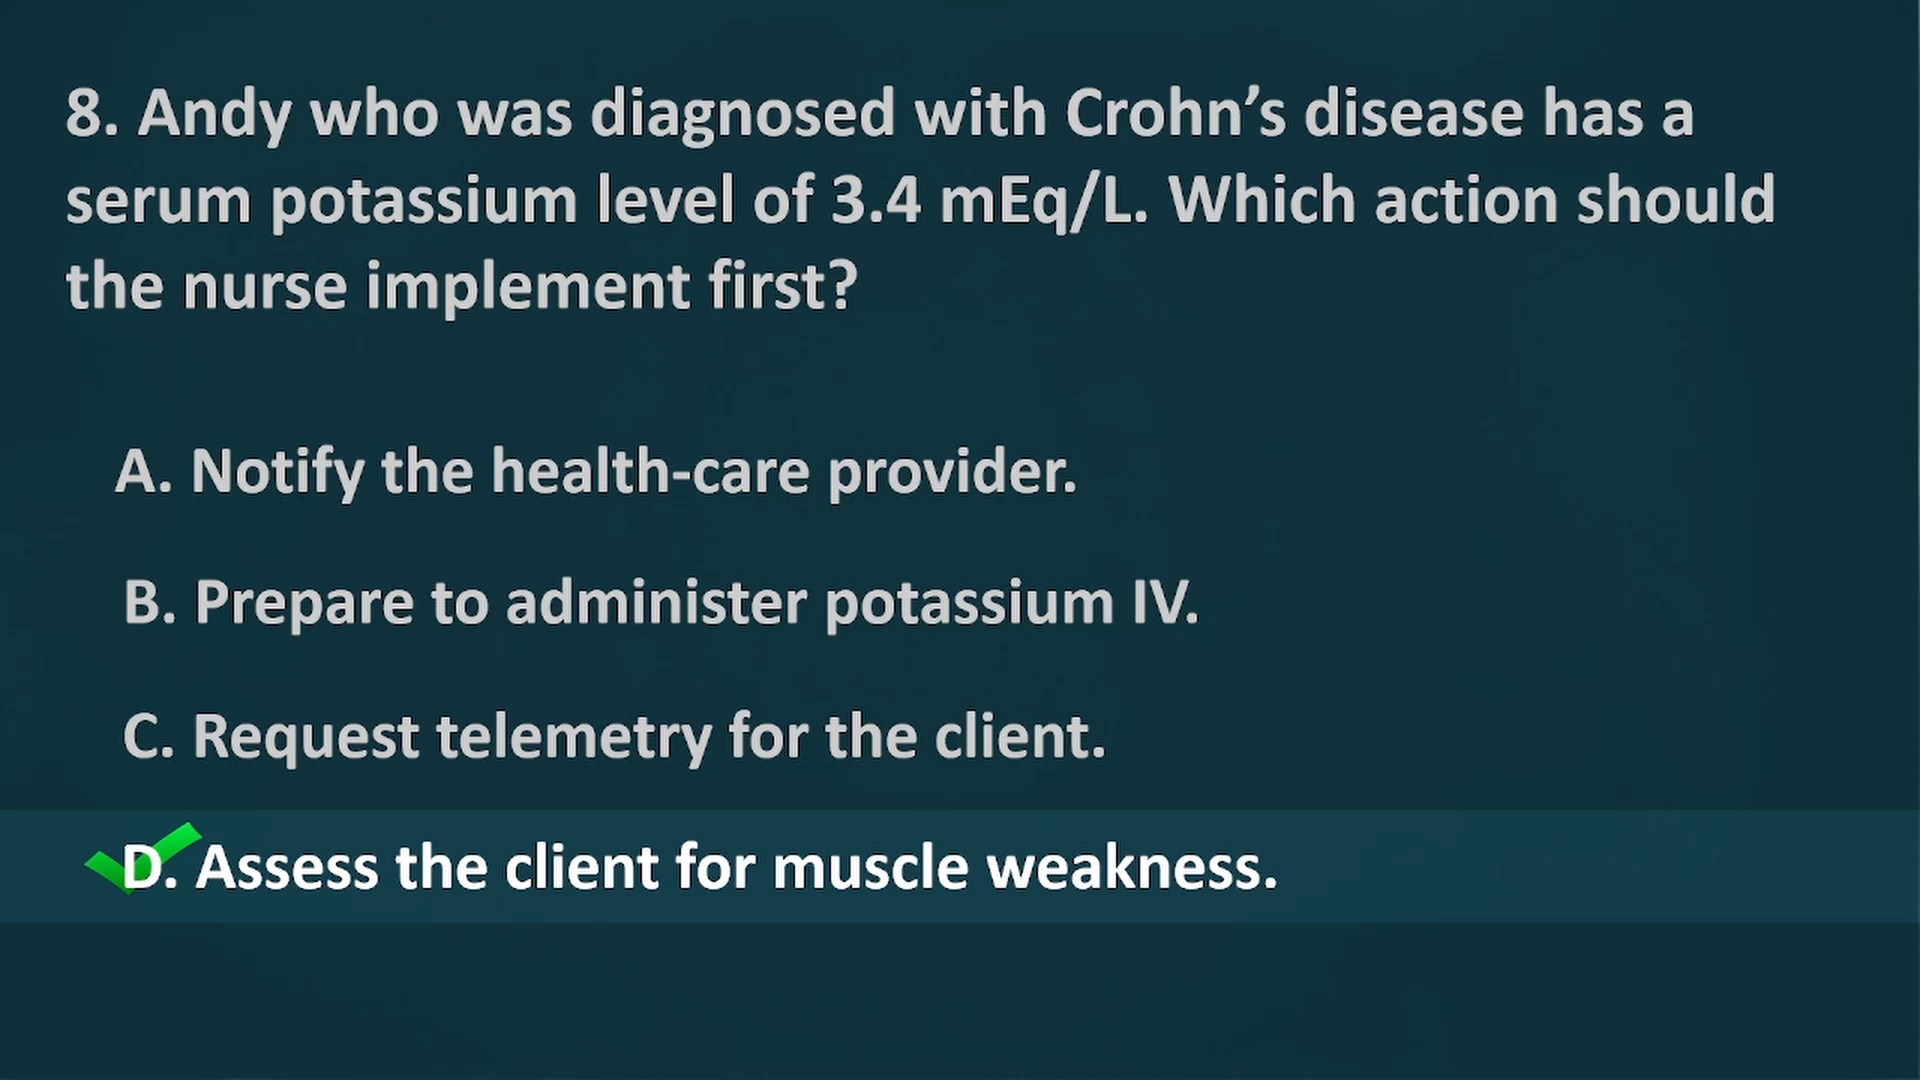 8. Andy who was diagnosed with Crohn’s disease has a
serum potassium level of 3.4 mEq/L. Which action should
the nurse implement first?
A. Notify the health-care provider.
B. Prepare to administer potassium IV.
C. Request telemetry for the client.
D. Assess the client for muscle weakness.